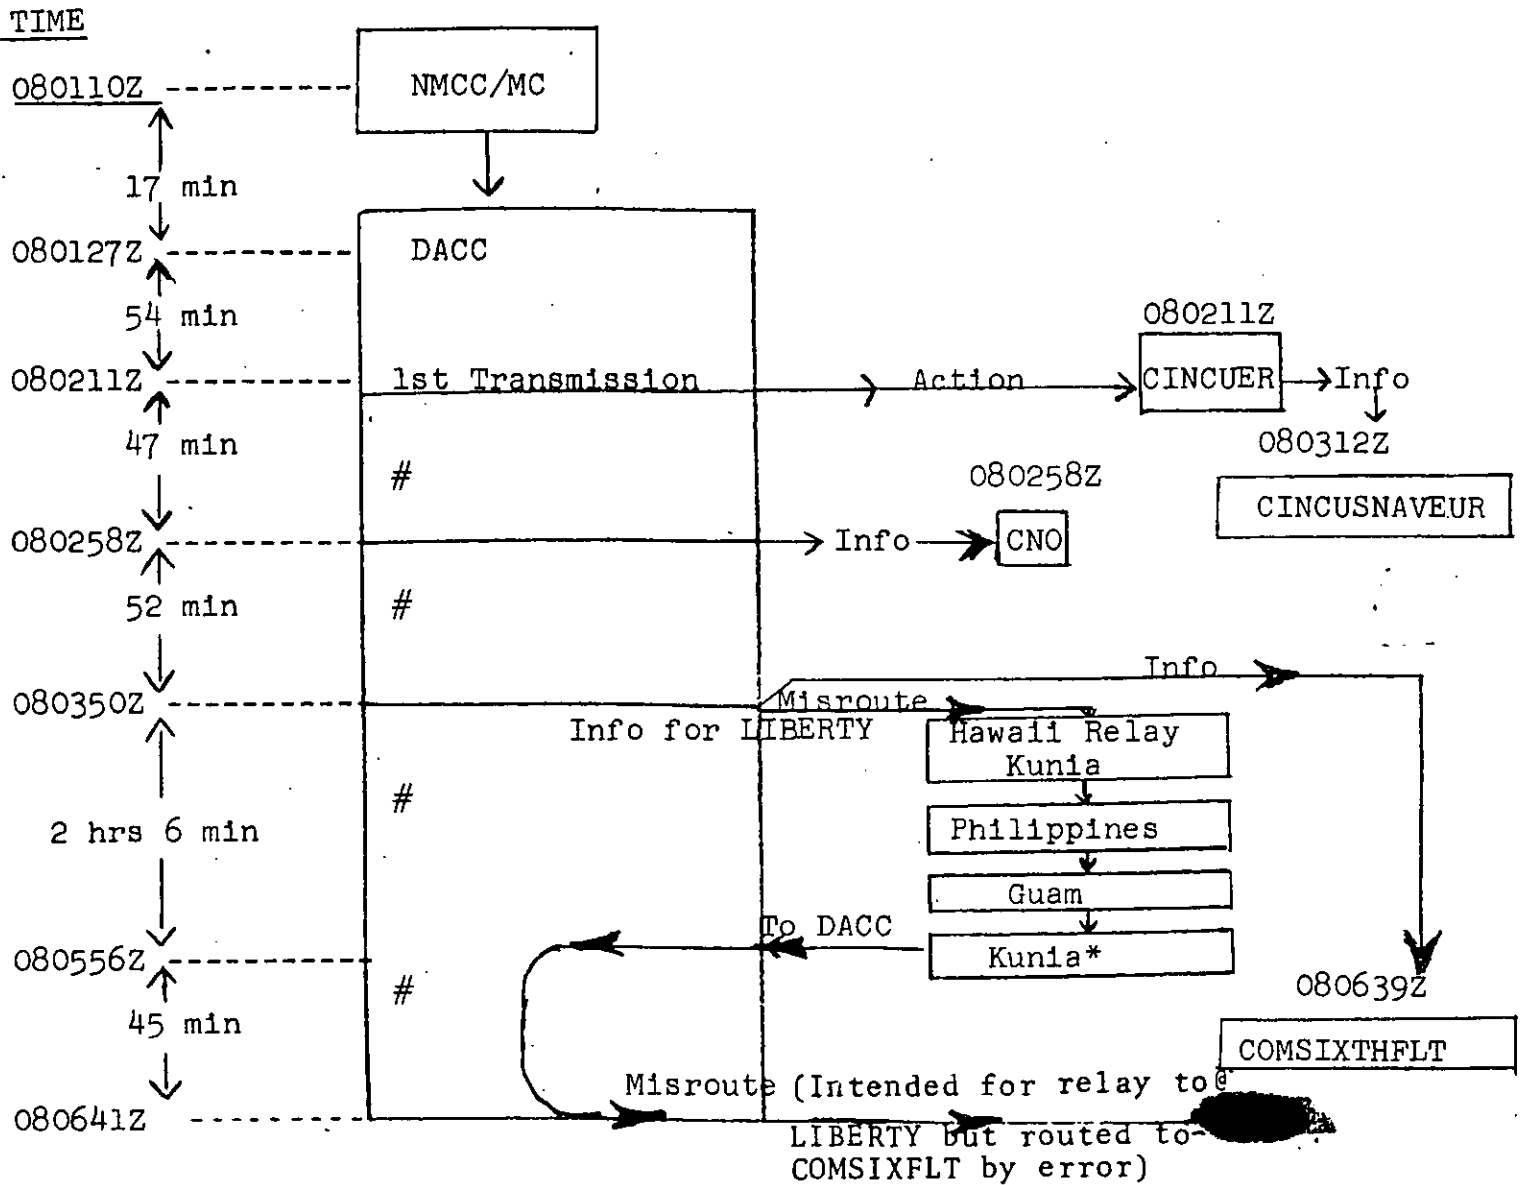 TIME
080110Z
NMCC/MC
17 min
080127Z
DACC
54 min
080211Z
080211Z
1st Transmission
Action
CINCUER
Info
47 min
080312Z
#
080258Z
CINCUSNAVEUR
080258Z
Info
CNO
52 min
#
Info
080350Z
Misroute
Info for LIBERTY
Hawaii Relay
Kunia
#
2 hrs 6 min
Philippines
Guam
To DACC
080556Z
Kunia*
#
080639Z
45 min
COMSIXTHFLT
Misroute (Intended for relay to@
080641Z
LIBERTY but routed to-
COMSIXFLT by error)